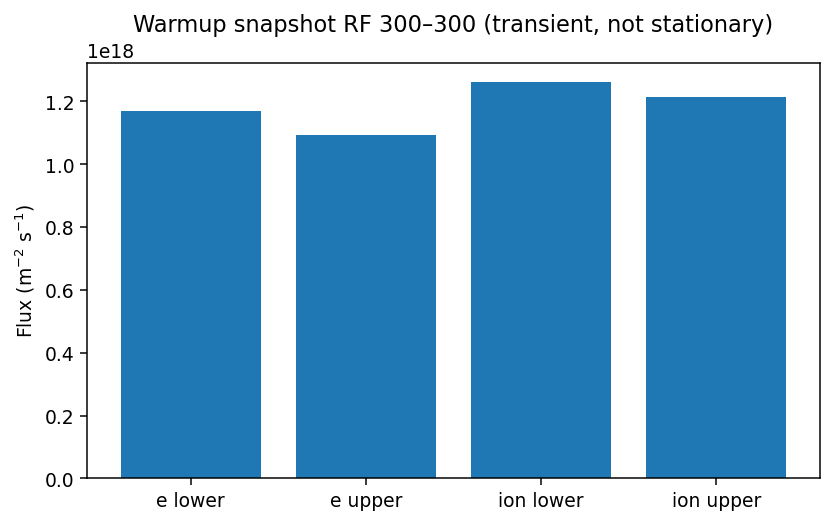 Warmup snapshot RF 300–300 (transient, not stationary)
1e18
Flux (m⁻² s⁻¹)
1.2
1.0
0.8
0.6
0.4
0.2
0.0
e lower e upper ion lower ion upper